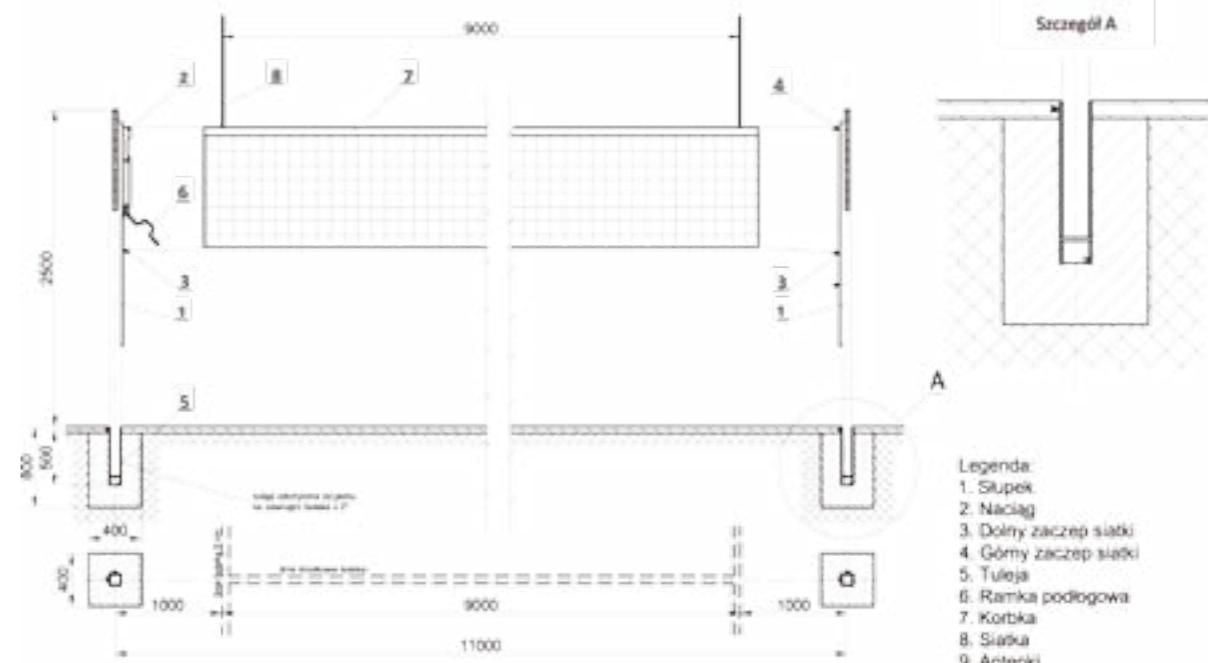 Szczegół A
9000
2
8
7
4
6
2500
3
1
3
1
5
A
800
500
400
400
1000
9000
1000
11000
Legenda:
1. Słupek
2. Naciąg
3. Dolny zaczep siatki
4. Górny zaczep siatki
5. Tuleja
6. Ramka podłogowa
7. Korbka
8. Siatka
9. Antenki